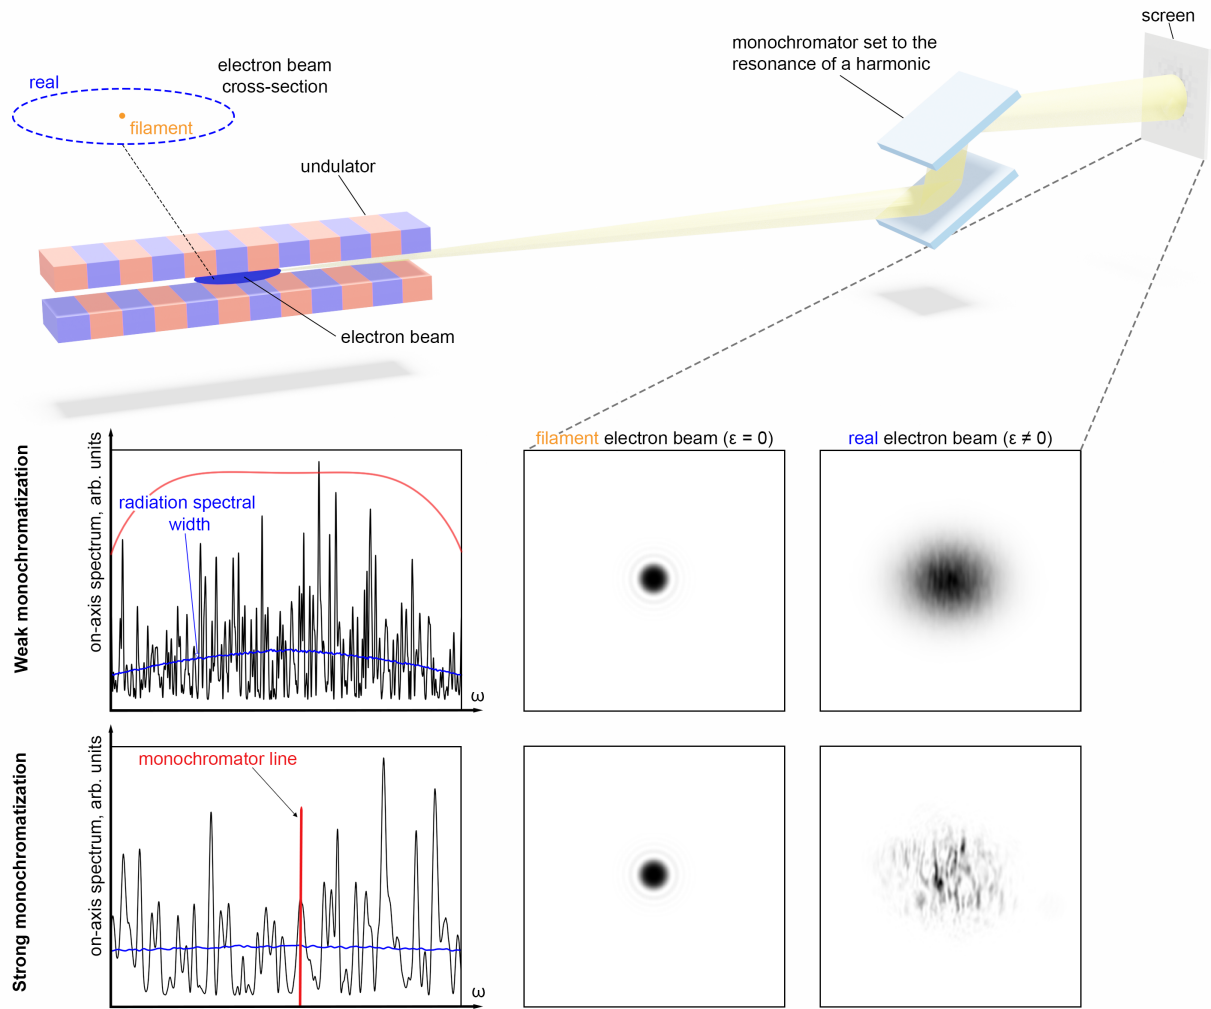 screen
monochromator set to the
resonance of a harmonic
electron beam
cross-section
real
filament
undulator
electron beam
Weak monochromatization
on-axis spectrum, arb. units
radiation spectral
width
ω
filament electron beam (ε = 0)
real electron beam (ε ≠ 0)
Strong monochromatization
on-axis spectrum, arb. units
monochromator line
ω